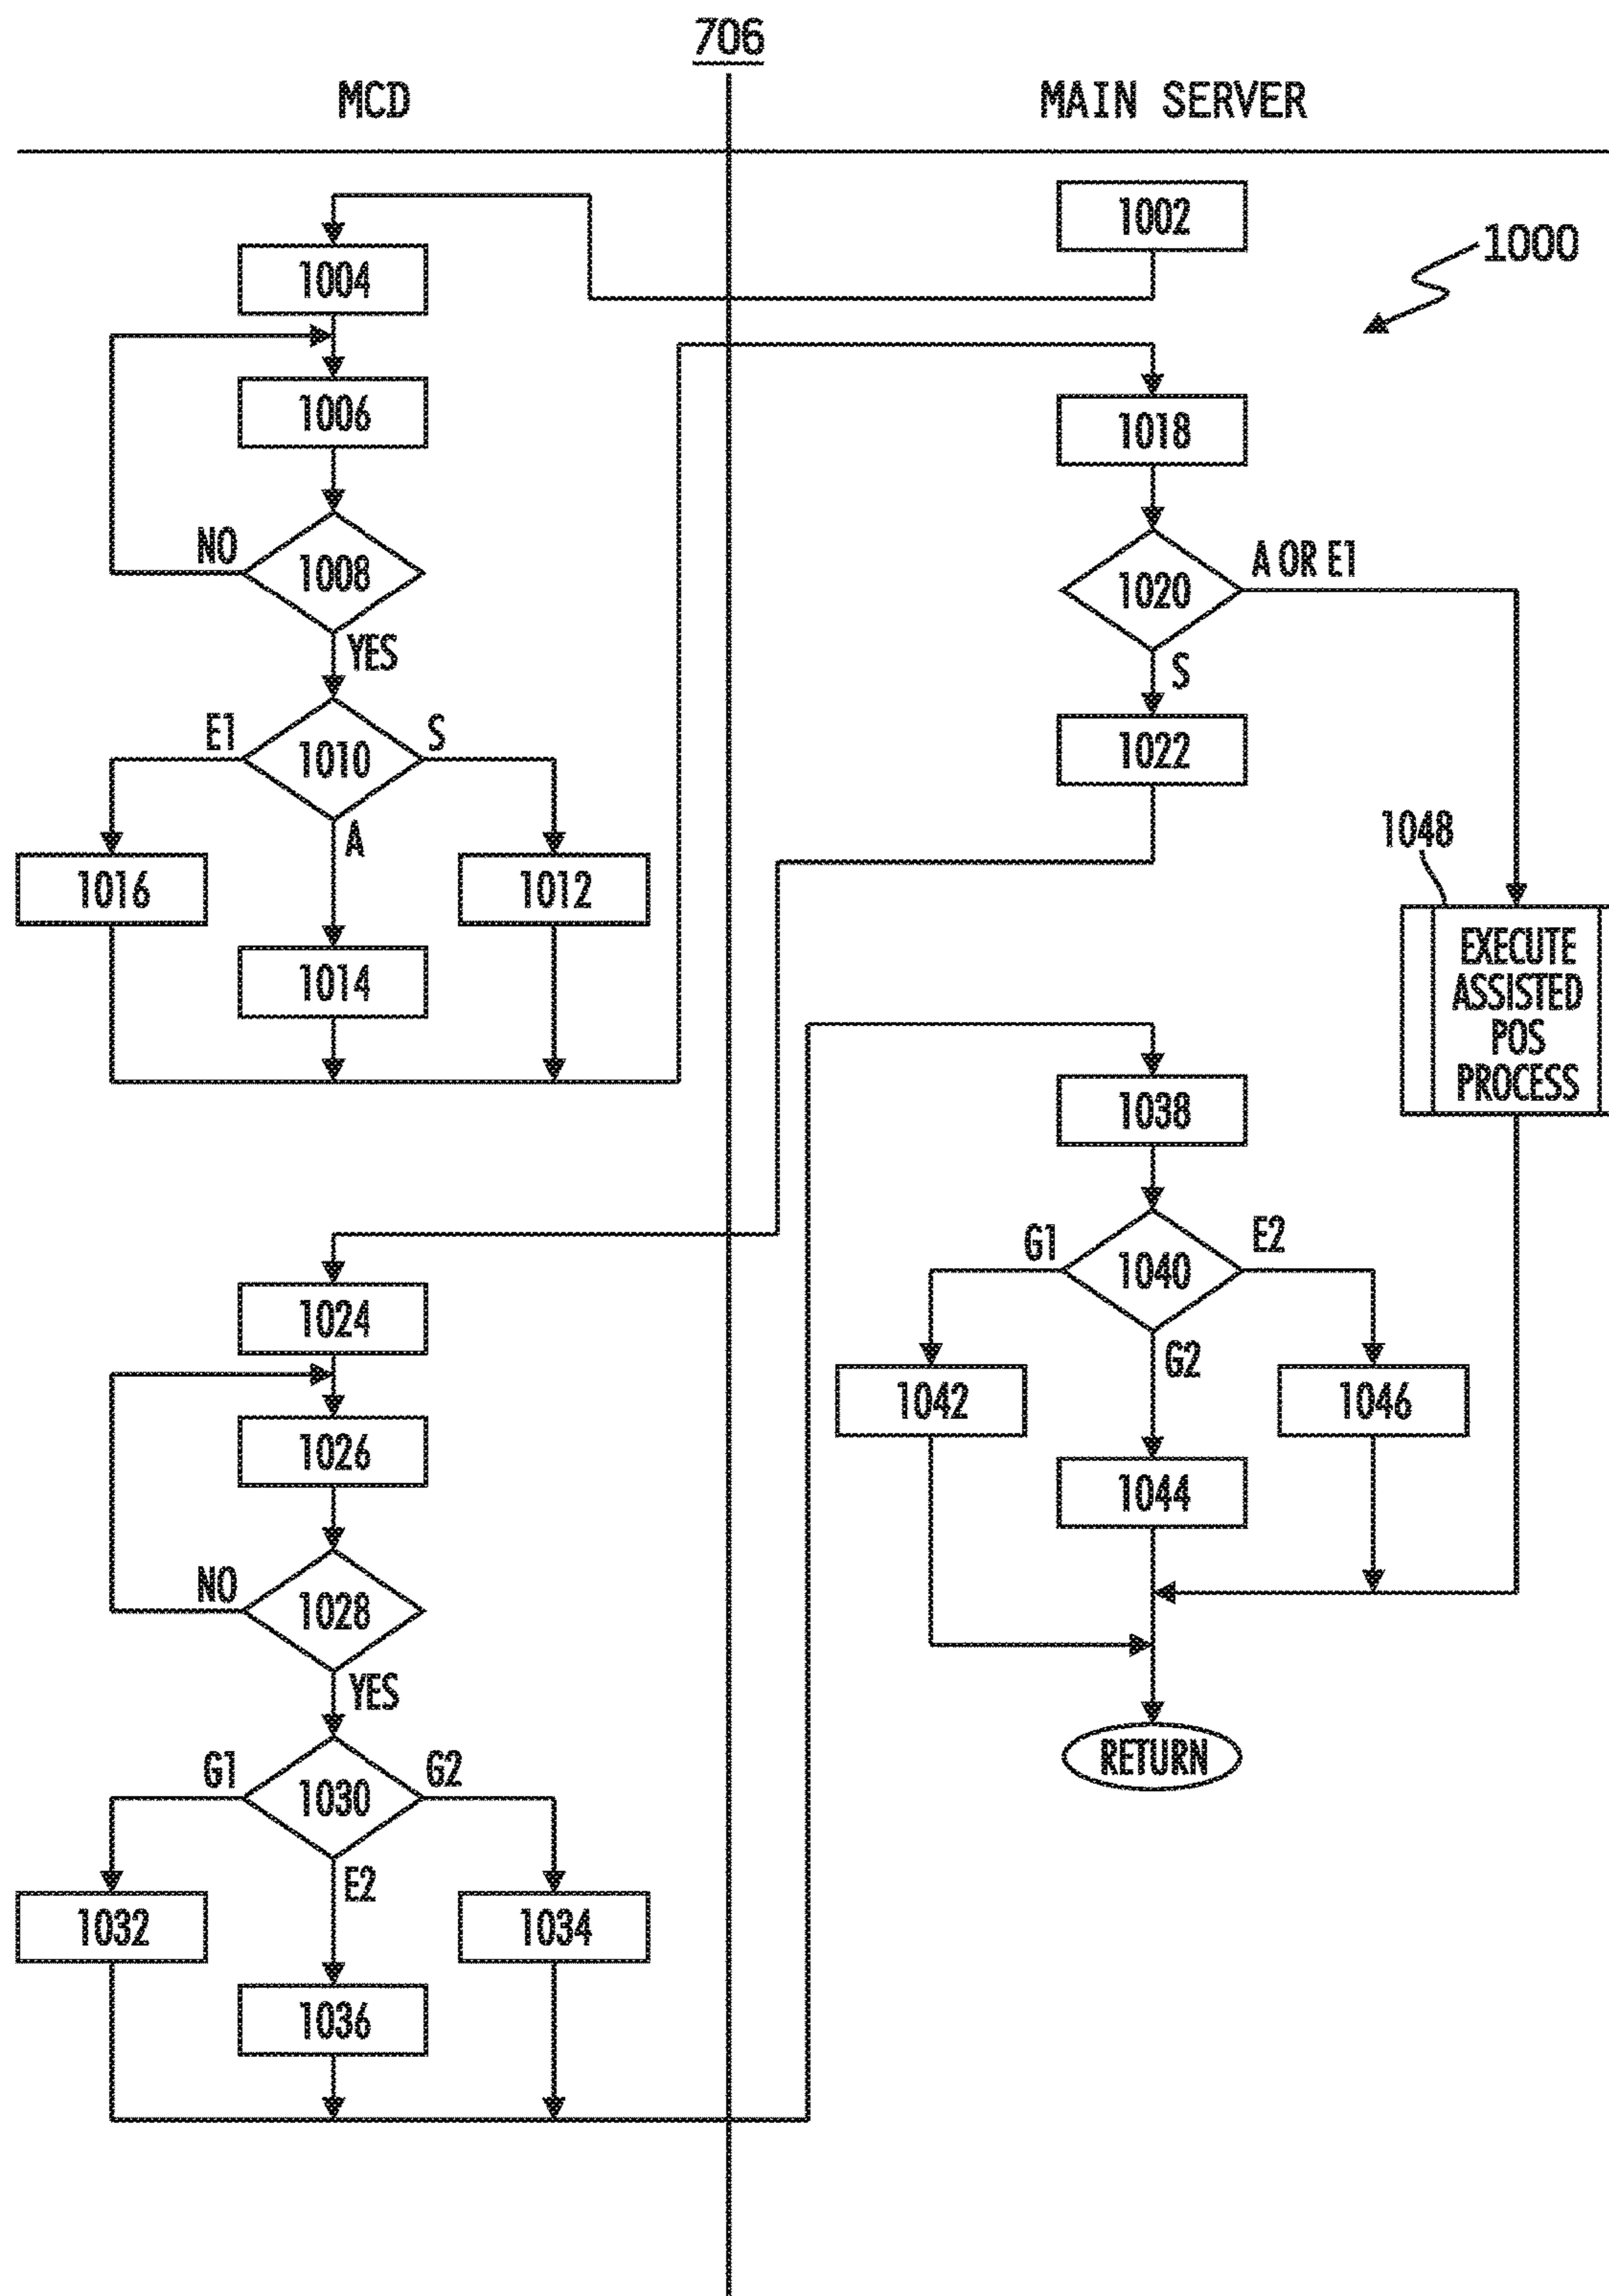 706
MCD
MAIN SERVER
1002
1000
1004
1006
NO
1008
YES
E1
1010
S
A
1016
1012
1014
1018
1020
A OR E1
S
1022
1048
EXECUTE
ASSISTED
POS
PROCESS
1024
1026
NO
1028
YES
G1
1030
G2
E2
1032
1034
1036
1038
G1
1040
E2
G2
1042
1046
1044
RETURN